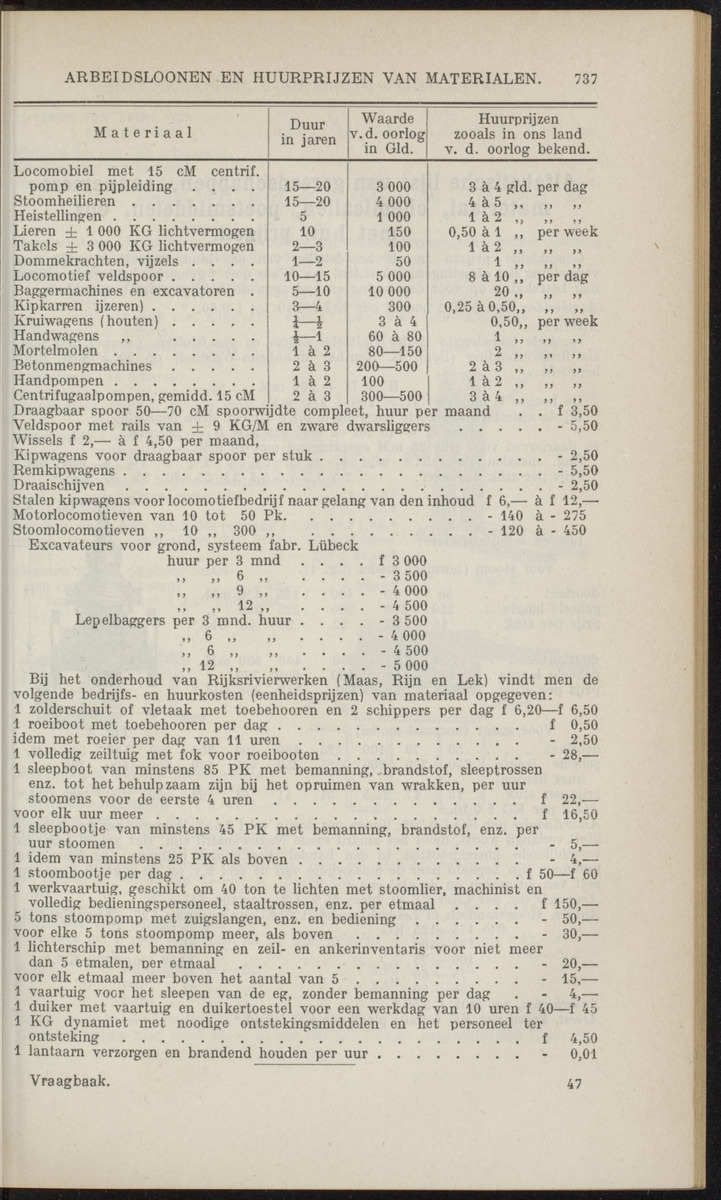 ARBEIDSLOONEN EN HUURPRIJZEN VAN MATERIALEN. 737
Materiaal | Duur in jaren | Waarde v. d. oorlog in Gld. | Huurprijzen zooals in ons land v. d. oorlog bekend.
Locomobiel met 15 cM centrif.
pomp en pijpleiding . . . . 15—20 3 000 3 à 4 gld. per dag
Stoomheilieren . . . . . . . 15—20 4 000 4 à 5 ,, ,, ,,
Heistellingen . . . . . . . . 5 1 000 1 à 2 ,, ,, ,,
Lieren ± 1 000 KG lichtvermogen 10 150 0,50 à 1 ,, per week
Takels ± 3 000 KG lichtvermogen 2—3 100 1 à 2 ,, ,, ,,
Dommekrachten, vijzels . . . . 1—2 50 1 ,, ,, ,,
Locomotief veldspoor . . . . . 10—15 5 000 8 à 10 ,, per dag
Baggermachines en excavatoren . 5—10 10 000 20 ,, ,, ,,
Kipkarren ijzeren) . . . . . . 3—4 300 0,25 à 0,50,, ,, ,,
Kruiwagens (houten) . . . . . ¼—½ 3 à 4 0,50,, per week
Handwagens ,, . . . . . ½—1 60 à 80 1 ,, ,, ,,
Mortelmolen . . . . . . . . 1 à 2 80—150 2 ,, ,, ,,
Betonmengmachines . . . . . 2 à 3 200—500 2 à 3 ,, ,, ,,
Handpompen . . . . . . . . 1 à 2 100 1 à 2 ,, ,, ,,
Centrifugaalpompen, gemidd. 15 cM 2 à 3 300—500 3 à 4 ,, ,, ,,
Draagbaar spoor 50—70 cM spoorwijdte compleet, huur per maand . . f 3,50
Veldspoor met rails van ± 9 KG/M en zware dwarsliggers . . . . . - 5,50
Wissels f 2,— à f 4,50 per maand,
Kipwagens voor draagbaar spoor per stuk . . . . . . . . . . . . - 2,50
Remkipwagens . . . . . . . . . . . . . . . . . . . . . . - 5,50
Draaischijven . . . . . . . . . . . . . . . . . . . . . . - 2,50
Stalen kipwagens voor locomotiefbedrijf naar gelang van den inhoud f 6,— à f 12,—
Motorlocomotieven van 10 tot 50 Pk. . . . . . . . . . - 140 à - 275
Stoomlocomotieven ,, 10 ,, 300 ,, . . . . . . . . . - 120 à - 450
Excavateurs voor grond, systeem fabr. Lübeck
huur per 3 mnd . . . . f 3 000
,, ,, 6 ,, . . . . - 3 500
,, ,, 9 ,, . . . . - 4 000
,, ,, 12 ,, . . . . - 4 500
Lepelbaggers per 3 mnd. huur . . . . - 3 500
,, 6 ,, ,, . . . . - 4 000
,, 6 ,, ,, . . . . - 4 500
,, 12 ,, ,, . . . . - 5 000
Bij het onderhoud van Rijksrivierwerken (Maas, Rijn en Lek) vindt men de
volgende bedrijfs- en huurkosten (eenheidsprijzen) van materiaal opgegeven:
1 zolderschuit of vletaak met toebehooren en 2 schippers per dag f 6,20—f 6,50
1 roeiboot met toebehooren per dag . . . . . . . . . . . . . f 0,50
idem met roeier per dag van 11 uren . . . . . . . . . . . . - 2,50
1 volledig zeiltuig met fok voor roeibooten . . . . . . . . . . - 28,—
1 sleepboot van minstens 85 PK met bemanning, brandstof, sleeptrossen
enz. tot het behulpzaam zijn bij het opruimen van wrakken, per uur
stoomens voor de eerste 4 uren . . . . . . . . . . . . . f 22,—
voor elk uur meer . . . . . . . . . . . . . . . . . . . f 16,50
1 sleepbootje van minstens 45 PK met bemanning, brandstof, enz. per
uur stoomen . . . . . . . . . . . . . . . . . . . . - 5,—
1 idem van minstens 25 PK als boven . . . . . . . . . . . . - 4,—
1 stoombootje per dag . . . . . . . . . . . . . . . . . f 50—f 60
1 werkvaartuig, geschikt om 40 ton te lichten met stoomlier, machinist en
volledig bedieningspersoneel, staaltrossen, enz. per etmaal . . . . f 150,—
5 tons stoompomp met zuigslangen, enz. en bediening . . . . . . - 50,—
voor elke 5 tons stoompomp meer, als boven . . . . . . . . . - 30,—
1 lichterschip met bemanning en zeil- en ankerinventaris voor niet meer
dan 5 etmalen, per etmaal . . . . . . . . . . . . . . . - 20,—
voor elk etmaal meer boven het aantal van 5 . . . . . . . . . - 15,—
1 vaartuig voor het sleepen van de eg, zonder bemanning per dag . - 4,—
1 duiker met vaartuig en duikertoestel voor een werkdag van 10 uren f 40—f 45
1 KG dynamiet met noodige ontstekingsmiddelen en het personeel ter
ontsteking . . . . . . . . . . . . . . . . . . . . . f 4,50
1 lantaarn verzorgen en brandend houden per uur . . . . . . . . - 0,01
Vraagbaak. 47